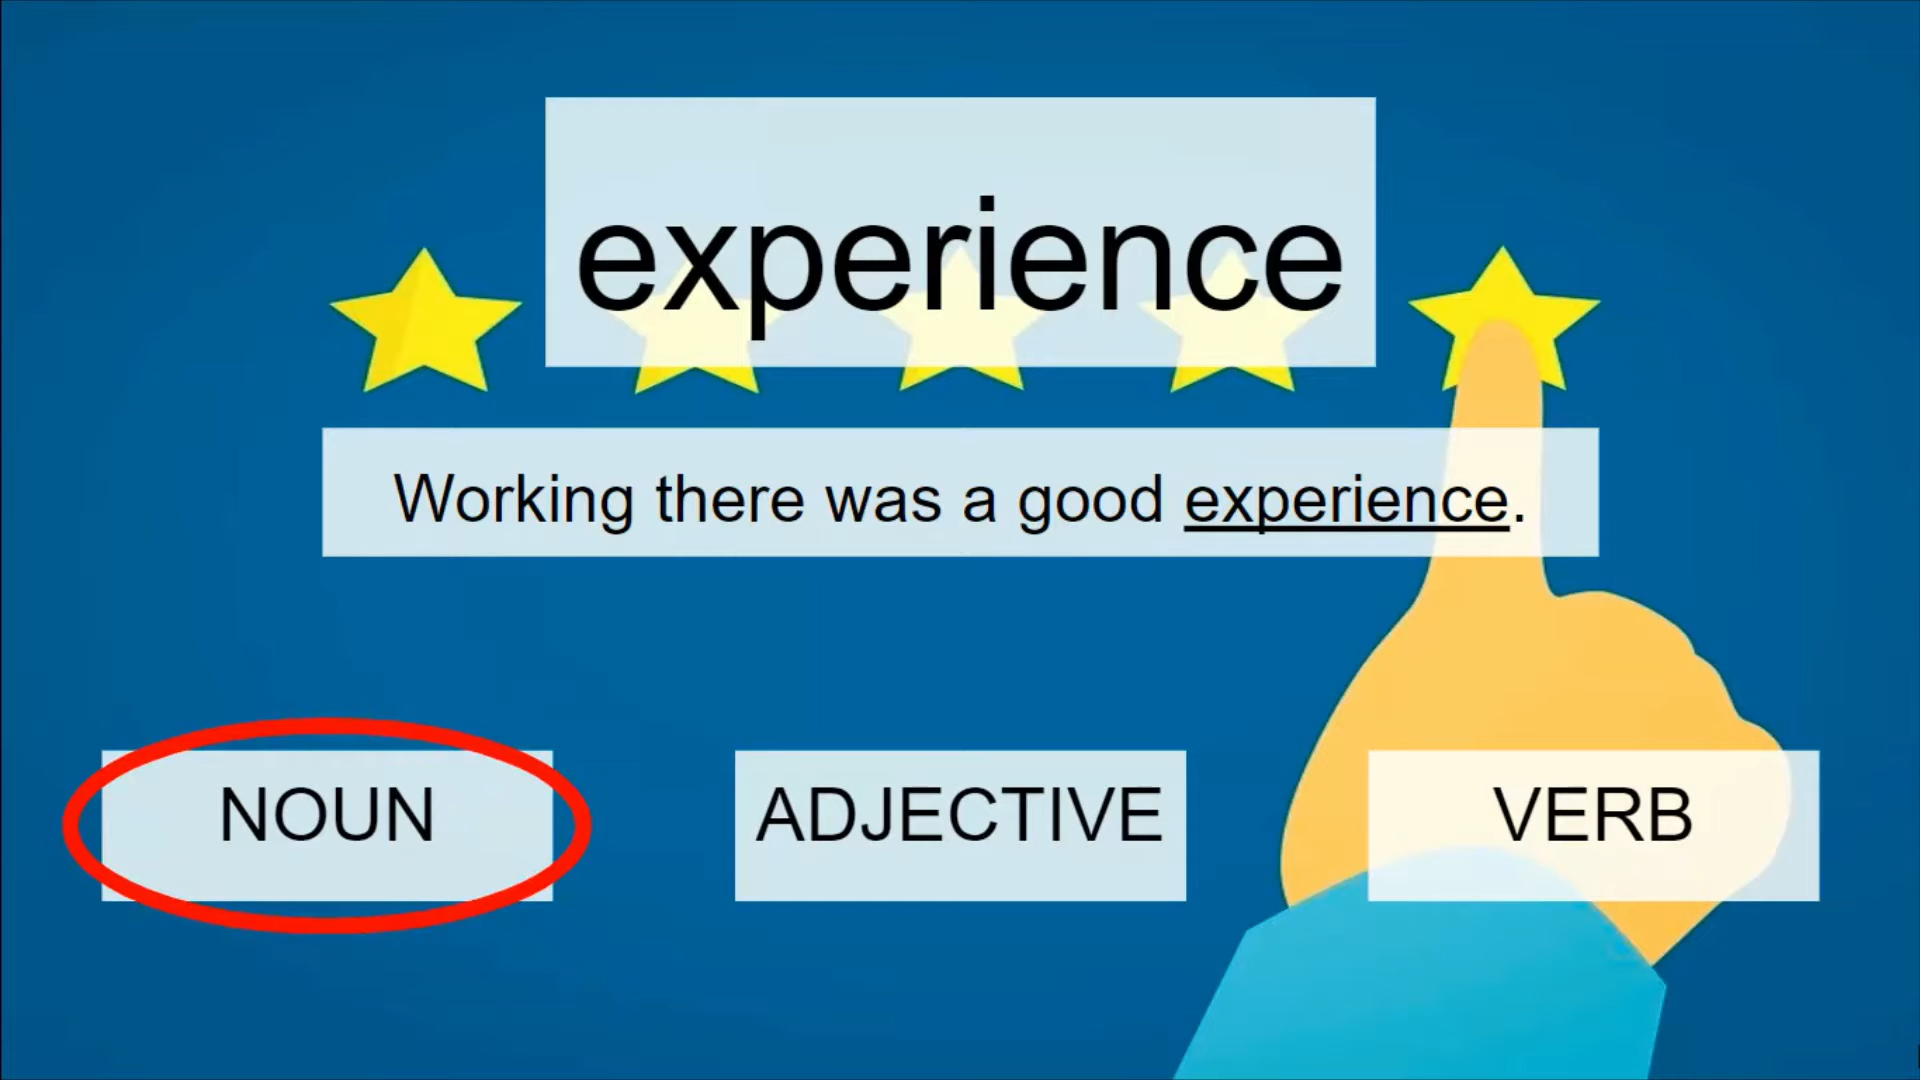 experience
Working there was a good experience.
NOUN
ADJECTIVE
VERB